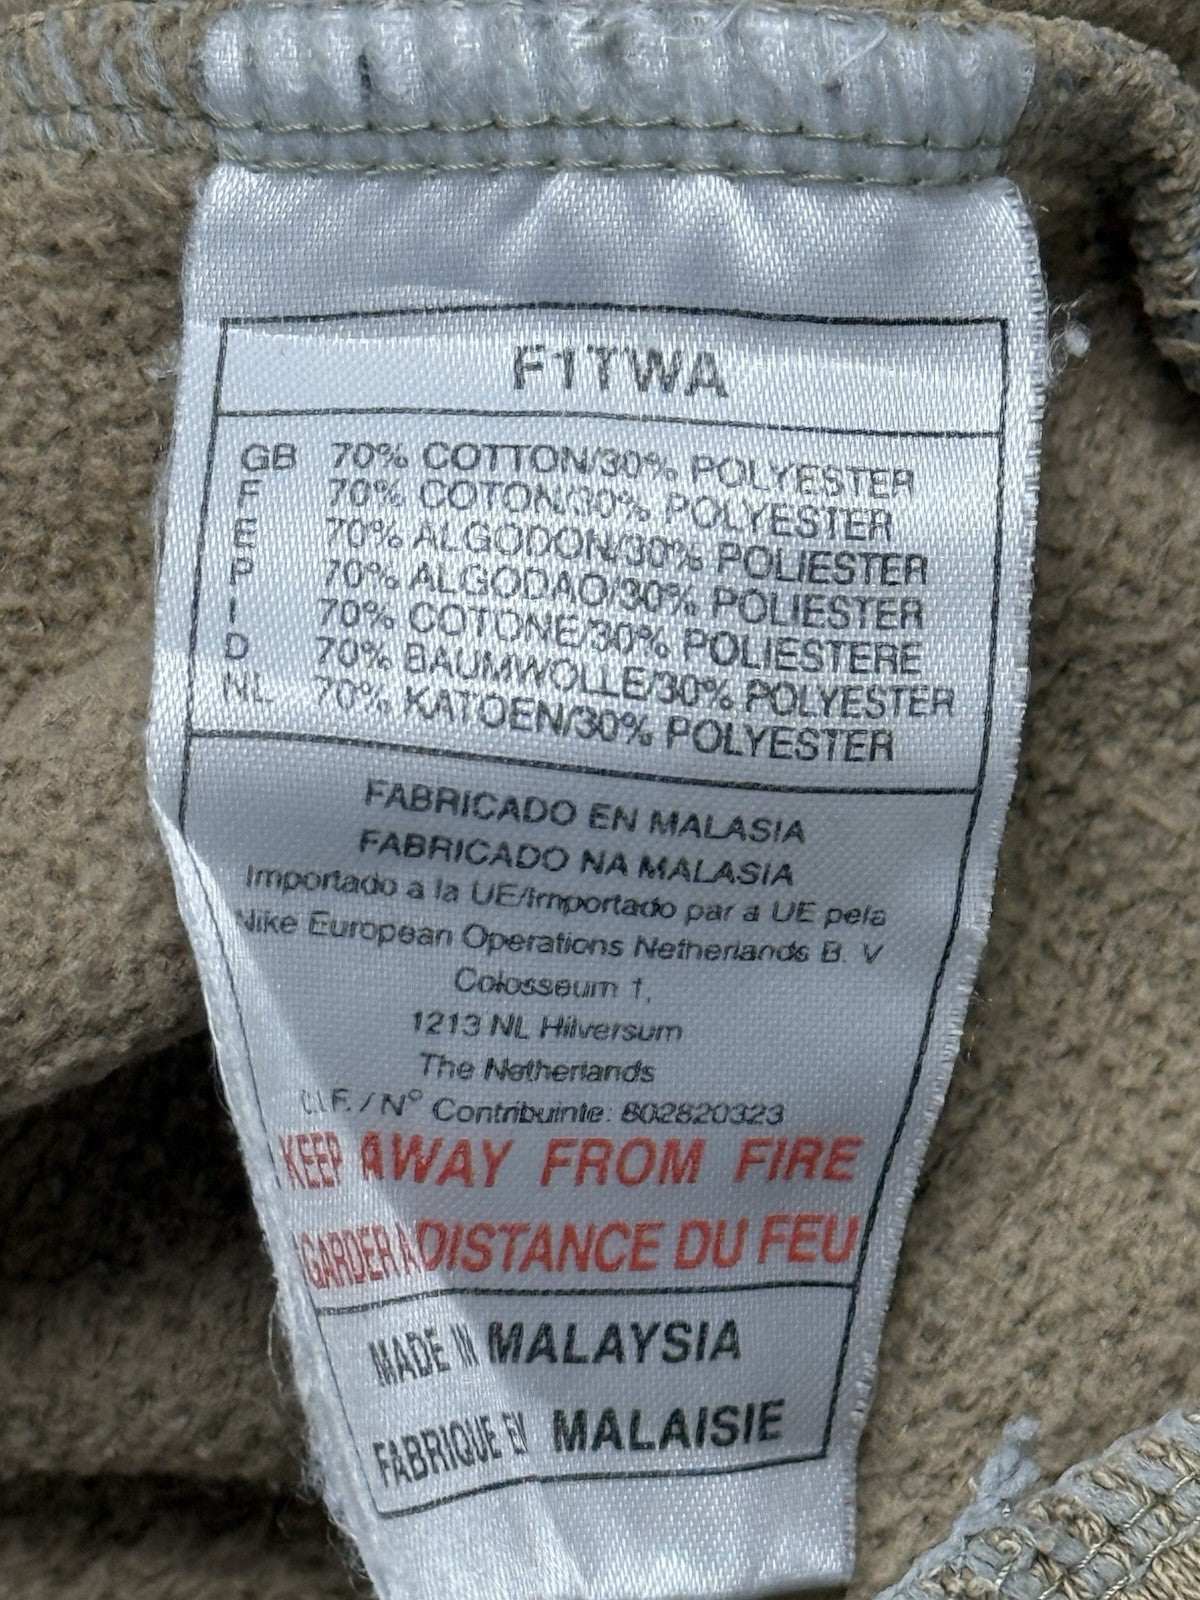 F1TWA
GB 70% COTTON/30% POLYESTER
F 70% COTON/30% POLYESTER
E 70% ALGODON/30% POLIESTER
P 70% ALGODAO/30% POLIESTER
I 70% COTONE/30% POLIESTERE
D 70% BAUMWOLLE/30% POLYESTER
NL 70% KATOEN/30% POLYESTER
FABRICADO EN MALASIA
FABRICADO NA MALASIA
Importado a la UE/Importado par a UE pela
Nike European Operations Netherlands B. V
Colosseum 1,
1213 NL Hilversum
The Netherlands
C.I.F. / Nº Contribuinte: 802820323
KEEP AWAY FROM FIRE
GARDER A DISTANCE DU FEU
MADE IN MALAYSIA
FABRIQUE EN MALAISIE